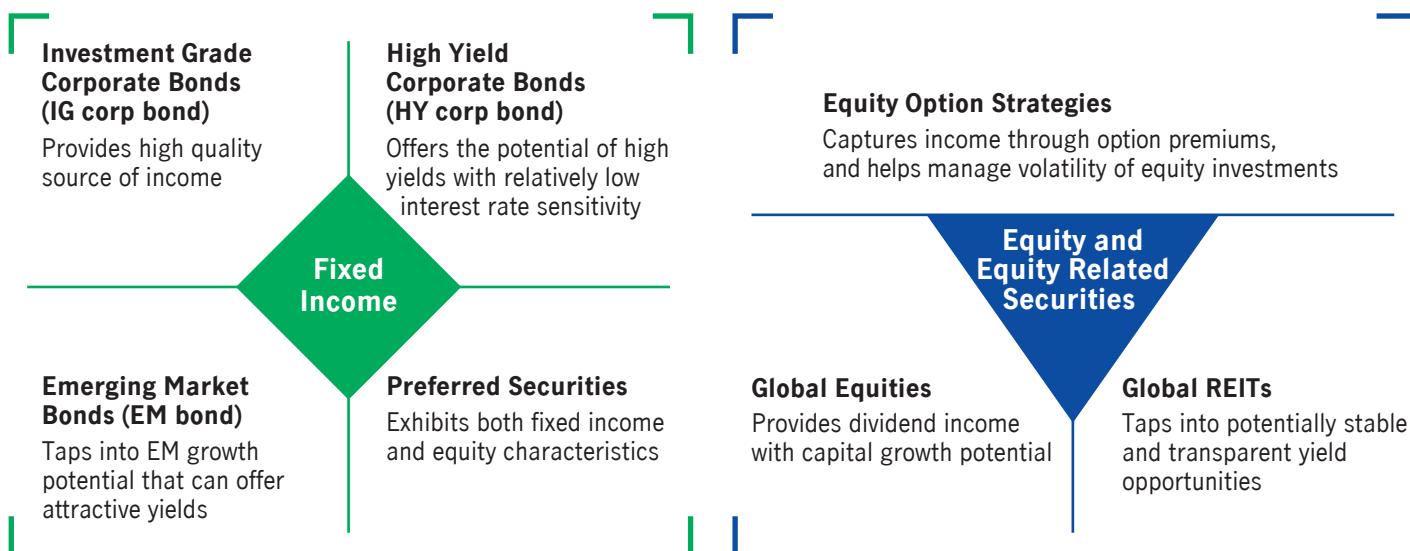 Investment Grade
Corporate Bonds
(IG corp bond)
Provides high quality
source of income
High Yield
Corporate Bonds
(HY corp bond)
Offers the potential of high
yields with relatively low
interest rate sensitivity
Fixed
Income
Emerging Market
Bonds (EM bond)
Taps into EM growth
potential that can offer
attractive yields
Preferred Securities
Exhibits both fixed income
and equity characteristics
Equity Option Strategies
Captures income through option premiums,
and helps manage volatility of equity investments
Equity and
Equity Related
Securities
Global Equities
Provides dividend income
with capital growth potential
Global REITs
Taps into potentially stable
and transparent yield
opportunities